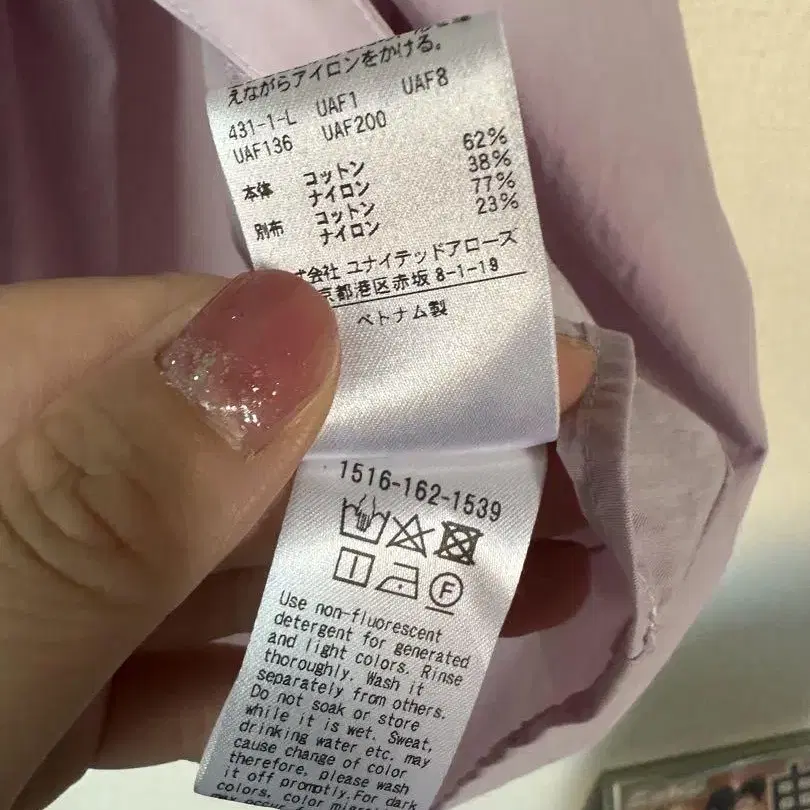 えながらアイロンをかける。
431-1-L UAF1 UAF8
UAF136 UAF200
本体 コットン 62%
ナイロン 38%
別布 コットン 77%
ナイロン 23%
式会社 ユナイテッドアローズ
京都港区赤坂 8-1-19
ベトナム製
1516-162-1539
F
Use non-fluorescent
detergent for generated
and light colors. Rinse
thoroughly. Wash it
separately from others.
Do not soak or store
while it is wet. Sweat,
drinking water etc. may
cause change of color
therefore, please wash
it off promptly.For dark
colors, color